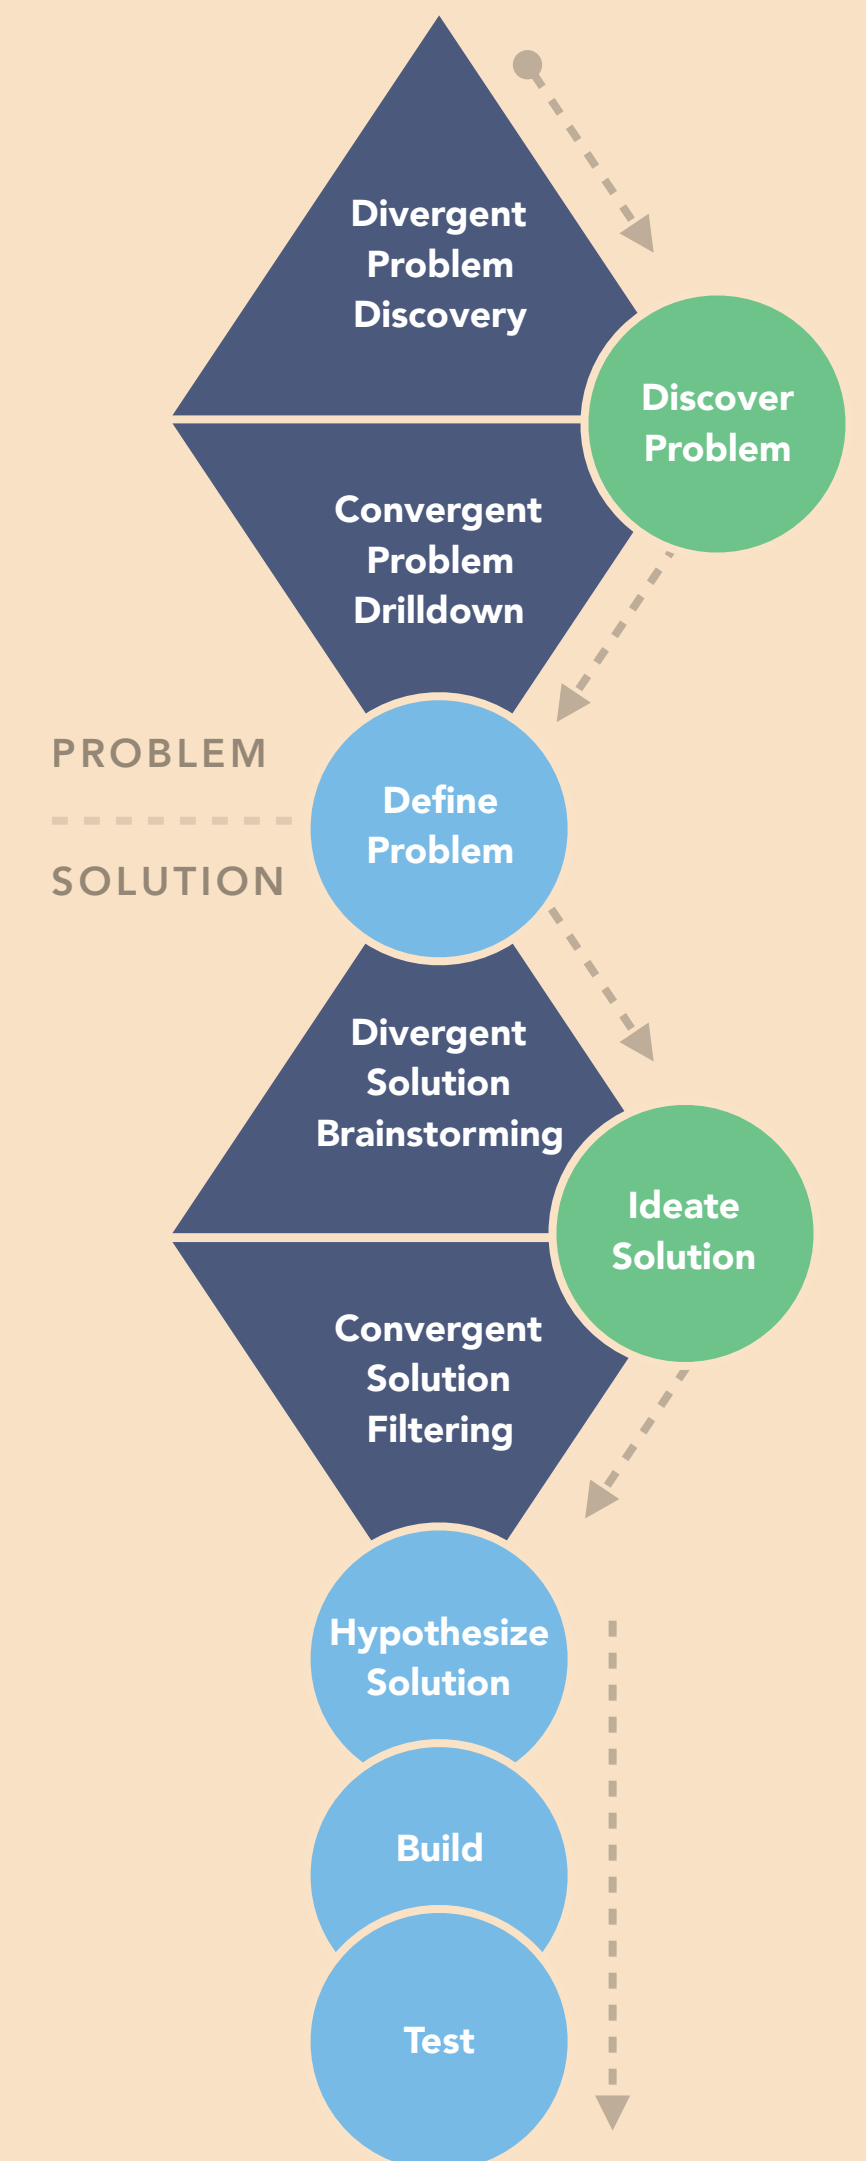 Divergent
Problem
Discovery
Discover
Problem
Convergent
Problem
Drilldown
PROBLEM
SOLUTION
Define
Problem
Divergent
Solution
Brainstorming
Ideate
Solution
Convergent
Solution
Filtering
Hypothesize
Solution
Build
Test